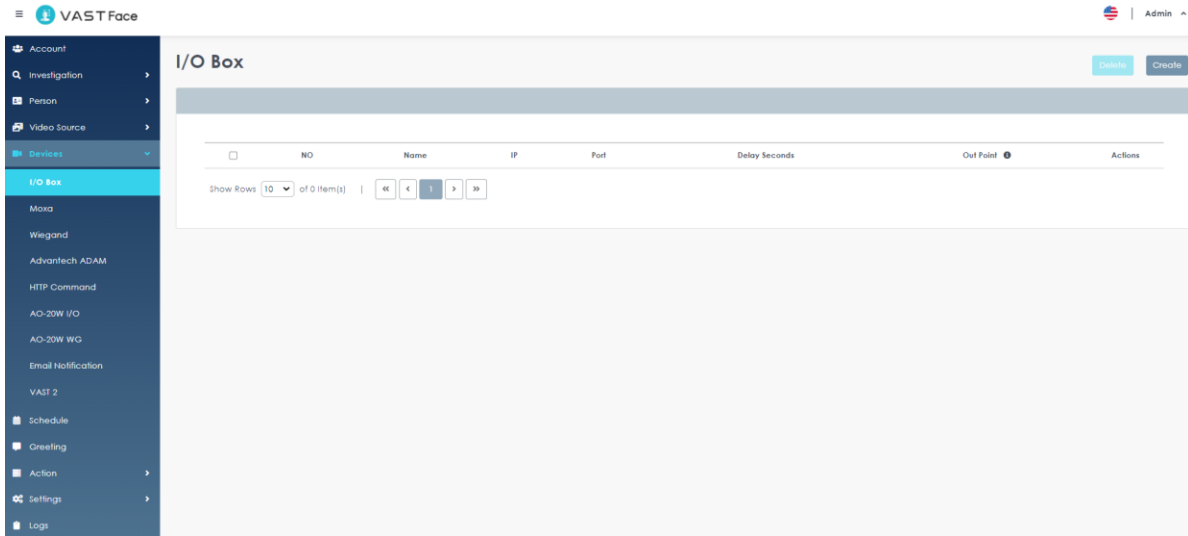 VAST Face
Admin
Account
Investigation
Person
Video Source
Devices
I/O Box
Moxa
Wiegand
Advantech ADAM
HTTP Command
AO-20W I/O
AO-20W WG
Email Notification
VAST 2
Schedule
Greeting
Action
Settings
Logs
I/O Box
Delete Create
NO Name IP Port Delay Seconds Out Point Actions
Show Rows 10 of 0 Item(s) | « < 1 > »